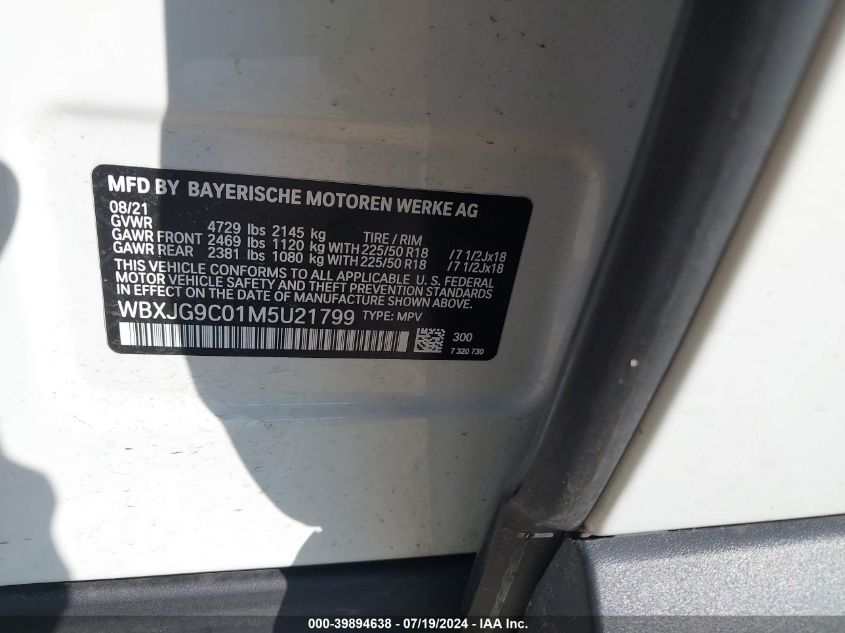 MFD BY BAYERISCHE MOTOREN WERKE AG
08/21
GVWR 4729 lbs 2145 kg TIRE / RIM
GAWR FRONT 2469 lbs 1120 kg WITH 225/50 R18 /7 1/2Jx18
GAWR REAR 2381 lbs 1080 kg WITH 225/50 R18 /7 1/2Jx18
THIS VEHICLE CONFORMS TO ALL APPLICABLE U. S. FEDERAL
MOTOR VEHICLE SAFETY AND THEFT PREVENTION STANDARDS
IN EFFECT ON THE DATE OF MANUFACTURE SHOWN ABOVE.
WBXJG9C01M5U21799 TYPE: MPV
300
7 320 730
000-39894638 - 07/19/2024 - IAA Inc.